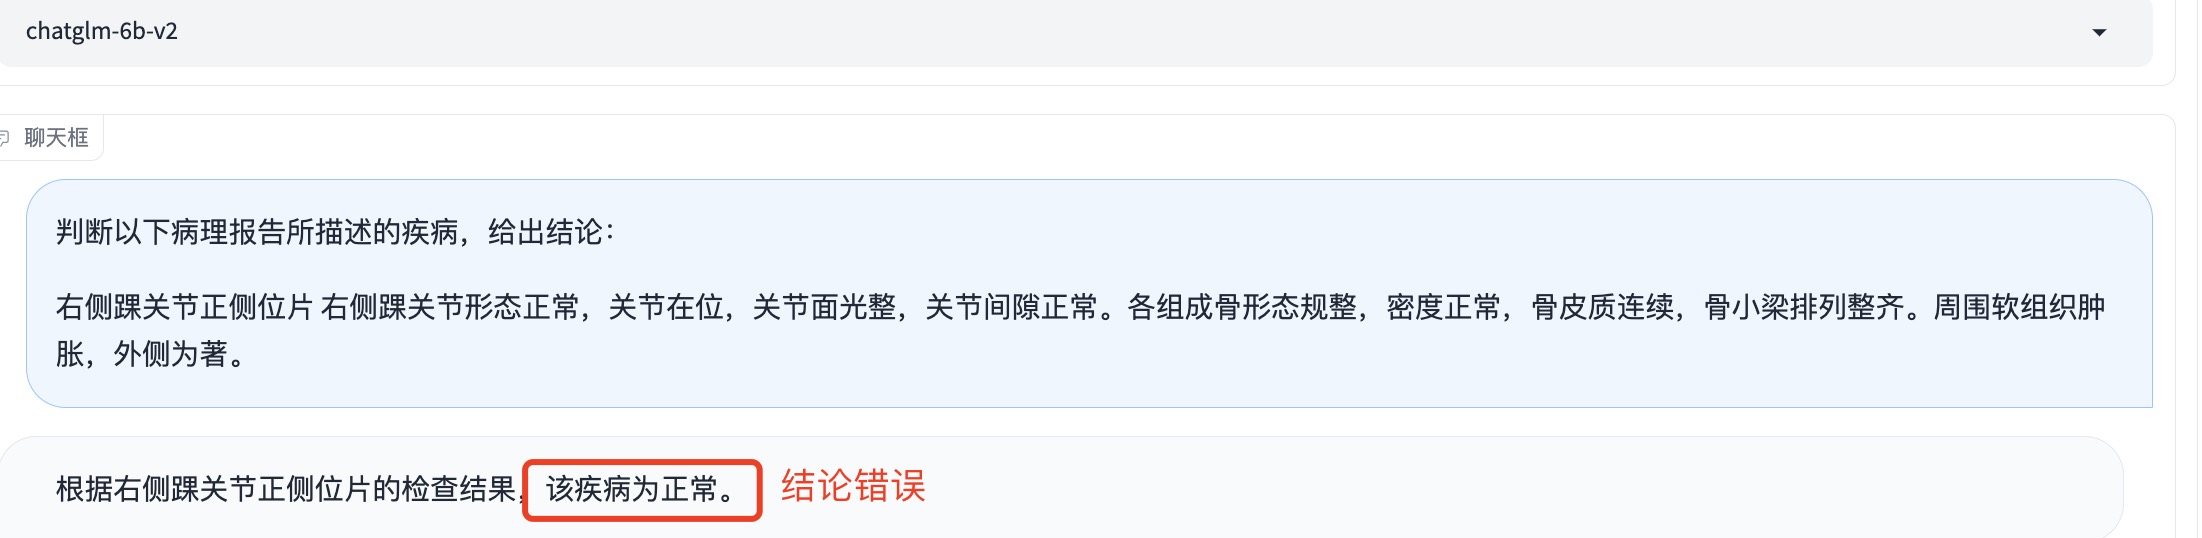 chatglm-6b-v2
聊天框
判断以下病理报告所描述的疾病，给出结论：
右侧踝关节正侧位片 右侧踝关节形态正常，关节在位，关节面光整，关节间隙正常。各组成骨形态规整，密度正常，骨皮质连续，骨小梁排列整齐。周围软组织肿
胀，外侧为著。
根据右侧踝关节正侧位片的检查结果，该疾病为正常。 结论错误